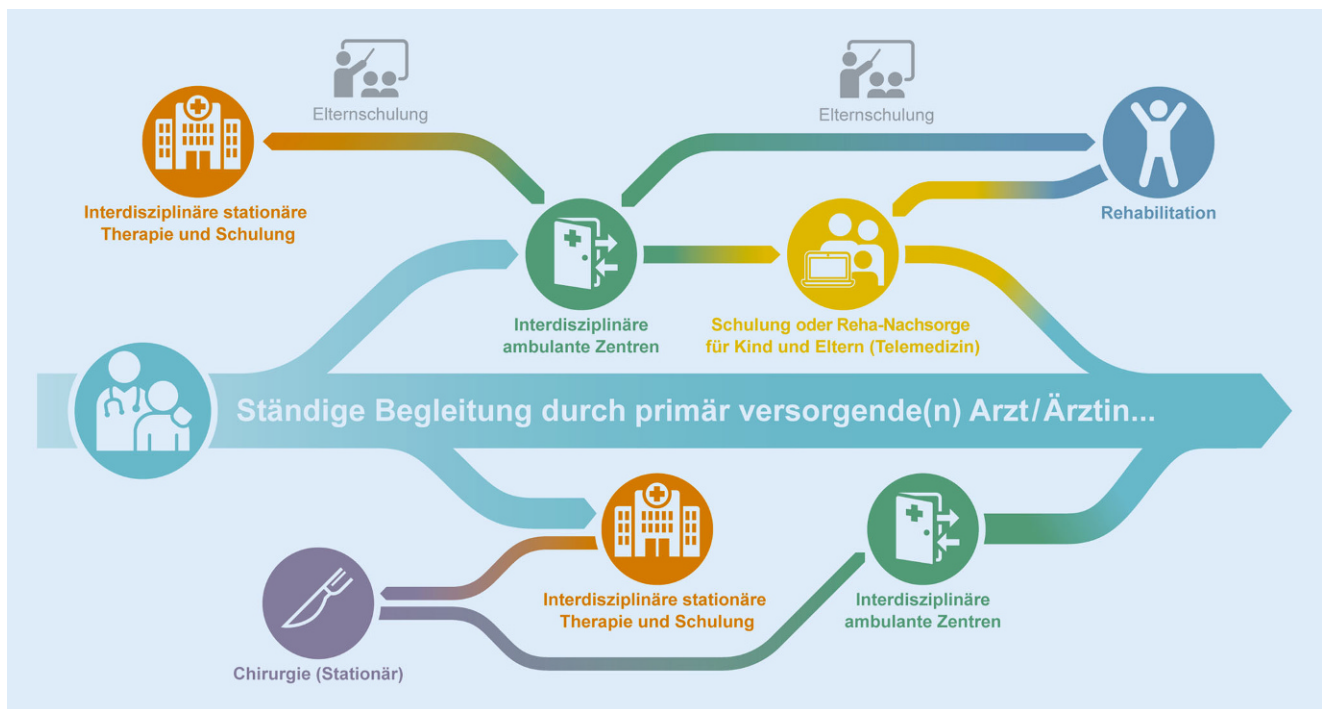 Elternschulung
Elternschulung
Interdisziplinäre stationäre
Therapie und Schulung
Rehabilitation
Interdisziplinäre
ambulante Zentren
Schulung oder Reha-Nachsorge
für Kind und Eltern (Telemedizin)
Ständige Begleitung durch primär versorgende(n) Arzt/Ärztin...
Interdisziplinäre stationäre
Therapie und Schulung
Interdisziplinäre
ambulante Zentren
Chirurgie (Stationär)